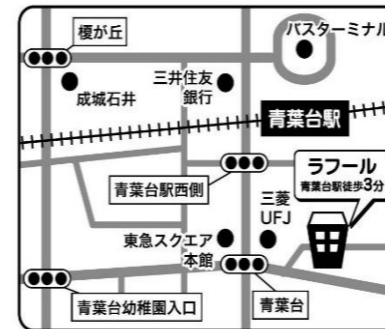 榎が丘
バスターミナル
成城石井
三井住友
銀行
青葉台駅
ラフール
青葉台駅徒歩3分
青葉台駅西側
三菱
UFJ
東急スクエア
本館
青葉台幼稚園入口
青葉台